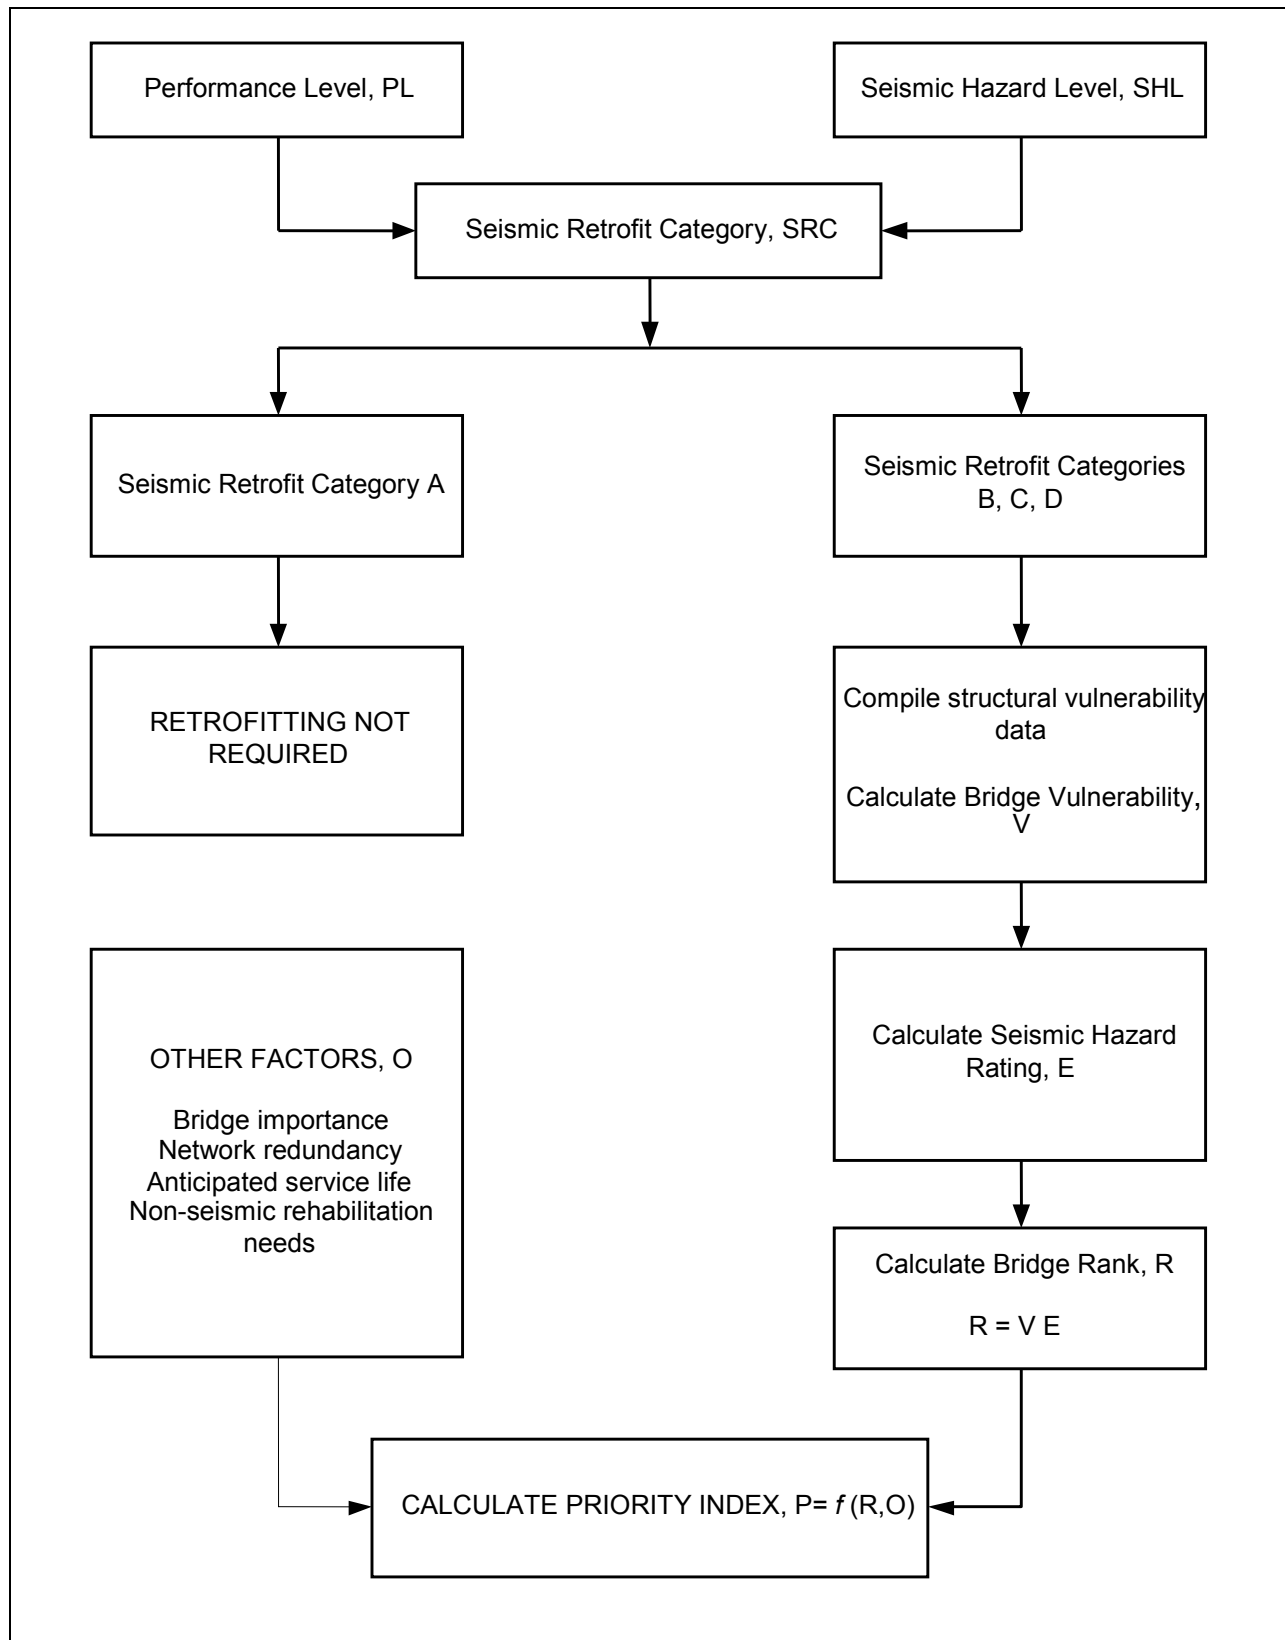 Performance Level, PL
Seismic Hazard Level, SHL
Seismic Retrofit Category, SRC
Seismic Retrofit Category A
Seismic Retrofit Categories
B, C, D
RETROFITTING NOT
REQUIRED
Compile structural vulnerability
data
Calculate Bridge Vulnerability,
V
OTHER FACTORS, O
Bridge importance
Network redundancy
Anticipated service life
Non-seismic rehabilitation
needs
Calculate Seismic Hazard
Rating, E
Calculate Bridge Rank, R
R = V E
CALCULATE PRIORITY INDEX, P= f (R,O)